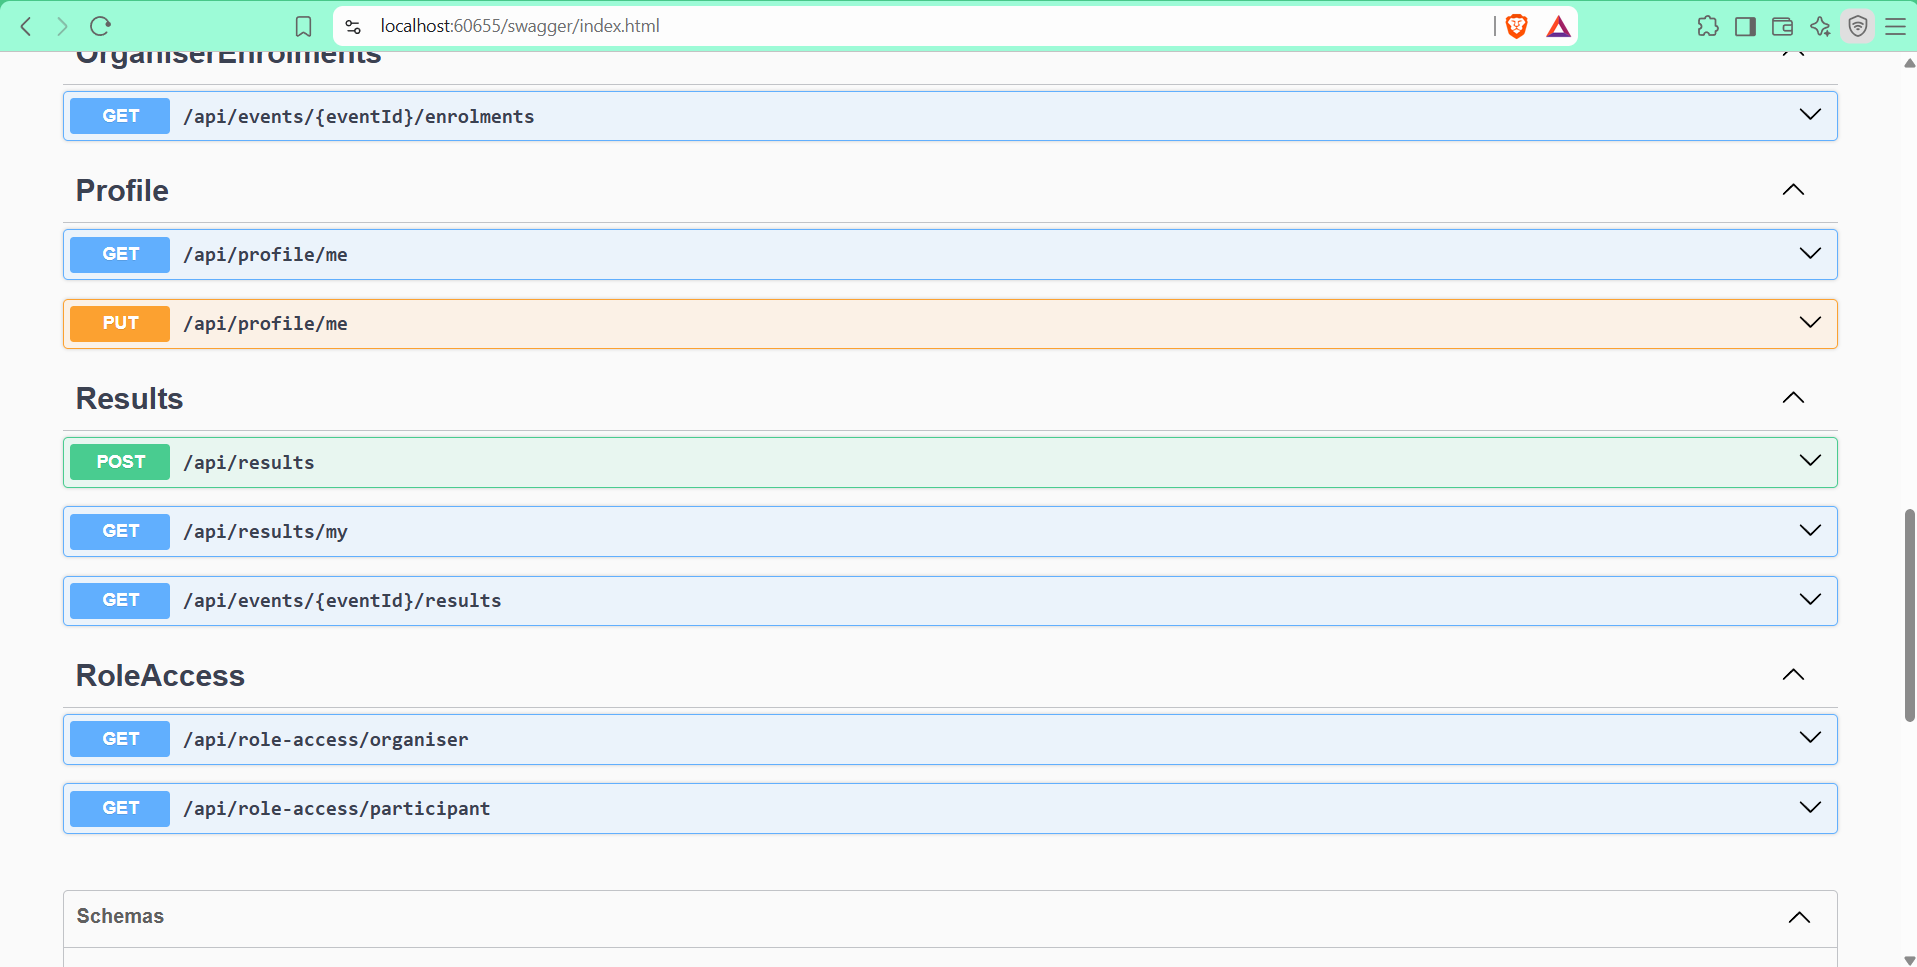 localhost:60655/swagger/index.html
OrganiserEnrolments
GET /api/events/{eventId}/enrolments
Profile
GET /api/profile/me
PUT /api/profile/me
Results
POST /api/results
GET /api/results/my
GET /api/events/{eventId}/results
RoleAccess
GET /api/role-access/organiser
GET /api/role-access/participant
Schemas